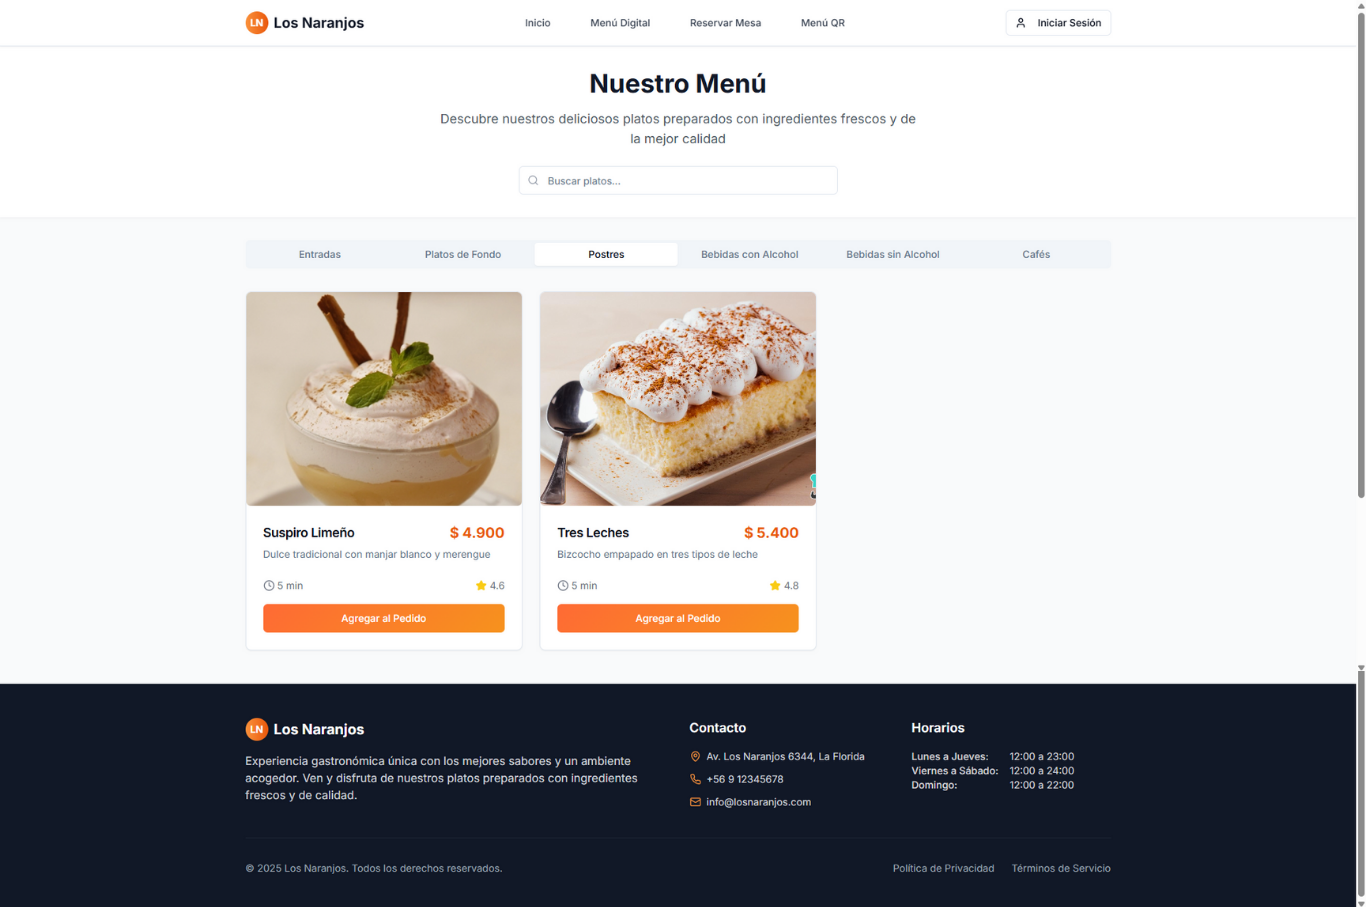 LN Los Naranjos
Inicio
Menú Digital
Reservar Mesa
Menú QR
Iniciar Sesión
Nuestro Menú
Descubre nuestros deliciosos platos preparados con ingredientes frescos y de
la mejor calidad
Buscar platos...
Entradas
Platos de Fondo
Postres
Bebidas con Alcohol
Bebidas sin Alcohol
Cafés
Suspiro Limeño
$ 4.900
Dulce tradicional con manjar blanco y merengue
5 min
4.6
Agregar al Pedido
Tres Leches
$ 5.400
Bizcocho empapado en tres tipos de leche
5 min
4.8
Agregar al Pedido
LN Los Naranjos
Experiencia gastronómica única con los mejores sabores y un ambiente
acogedor. Ven y disfruta de nuestros platos preparados con ingredientes
frescos y de calidad.
Contacto
Av. Los Naranjos 6344, La Florida
+56 9 12345678
info@losnaranjos.com
Horarios
Lunes a Jueves: 12:00 a 23:00
Viernes a Sábado: 12:00 a 24:00
Domingo: 12:00 a 22:00
© 2025 Los Naranjos. Todos los derechos reservados.
Política de Privacidad
Términos de Servicio